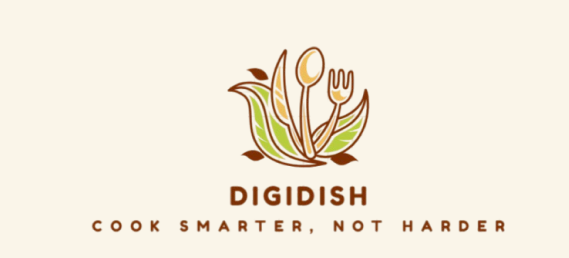 DIGIDISH
COOK SMARTER, NOT HARDER